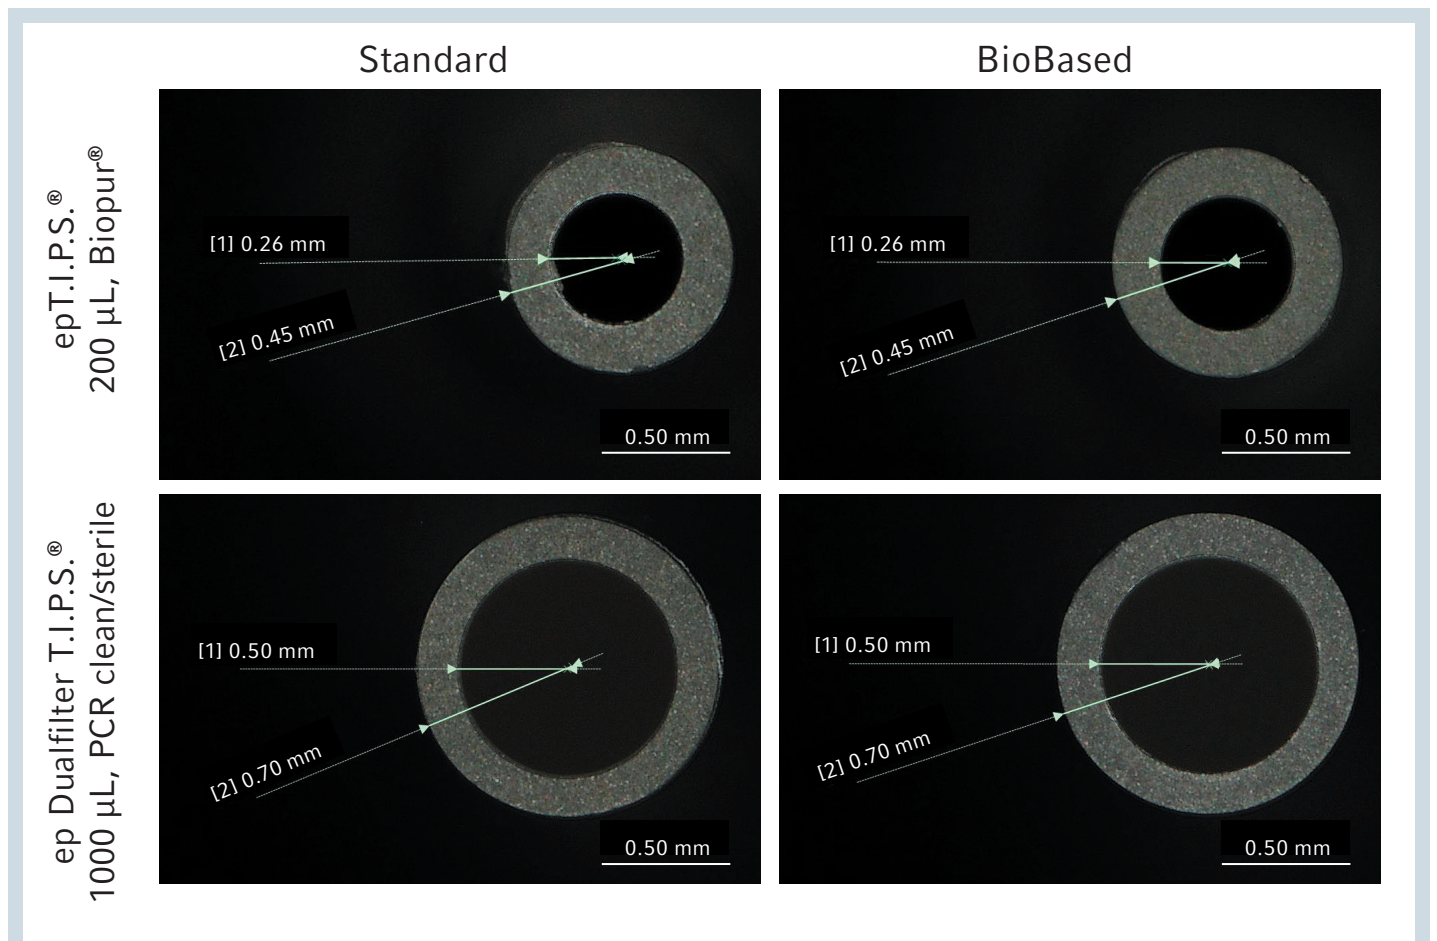 Standard
BioBased
epT.I.P.S.®
200 µL, Biopur®
[1] 0.26 mm
[2] 0.45 mm
0.50 mm
[1] 0.26 mm
[2] 0.45 mm
0.50 mm
ep Dualfilter T.I.P.S.®
1000 µL, PCR clean/sterile
[1] 0.50 mm
[2] 0.70 mm
0.50 mm
[1] 0.50 mm
[2] 0.70 mm
0.50 mm